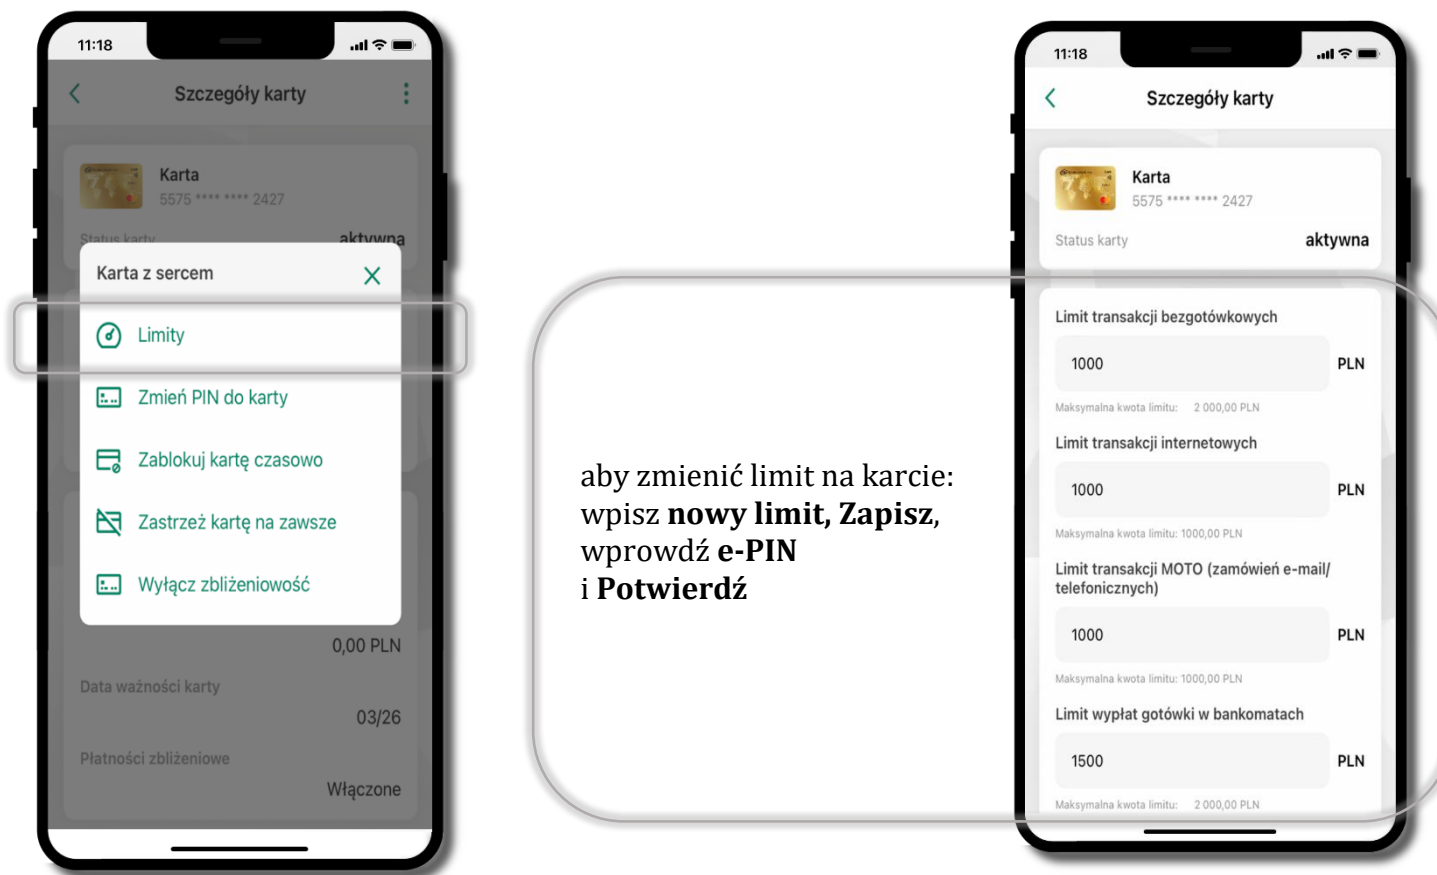 11:18
Szczegóły karty
Karta
5575 **** **** 2427
Status karty
aktywna
Karta z sercem
Limity
Zmień PIN do karty
Zablokuj kartę czasowo
Zastrzeż kartę na zawsze
Wyłącz zbliżeniowość
0,00 PLN
Data ważności karty
03/26
Płatności zbliżeniowe
Włączone
aby zmienić limit na karcie:
wpisz nowy limit, Zapisz,
wprowdź e-PIN
i Potwierdź
11:18
Szczegóły karty
Karta
5575 **** **** 2427
Status karty
aktywna
Limit transakcji bezgotówkowych
1000 PLN
Maksymalna kwota limitu: 2 000,00 PLN
Limit transakcji internetowych
1000 PLN
Maksymalna kwota limitu: 1000,00 PLN
Limit transakcji MOTO (zamówień e-mail/
telefonicznych)
1000 PLN
Maksymalna kwota limitu: 1000,00 PLN
Limit wypłat gotówki w bankomatach
1500 PLN
Maksymalna kwota limitu: 2 000,00 PLN